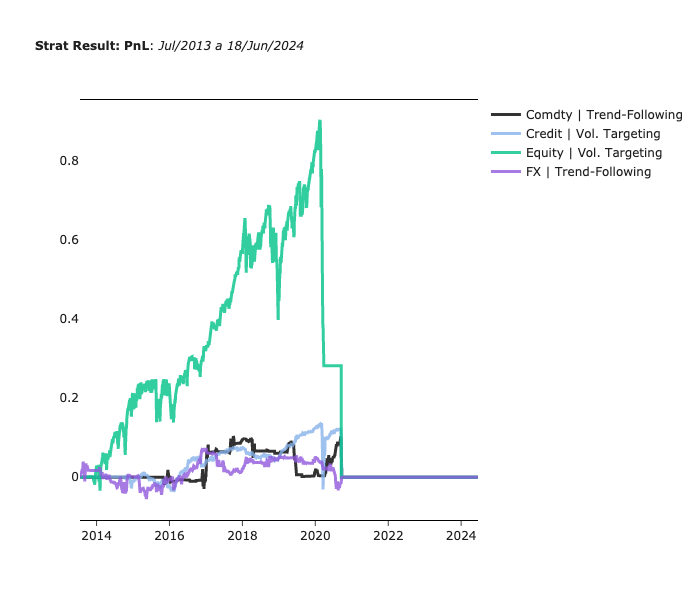 Strat Result: PnL: Jul/2013 a 18/Jun/2024
Comdty | Trend-Following
Credit | Vol. Targeting
Equity | Vol. Targeting
FX | Trend-Following
0.8
0.6
0.4
0.2
0
2014 2016 2018 2020 2022 2024